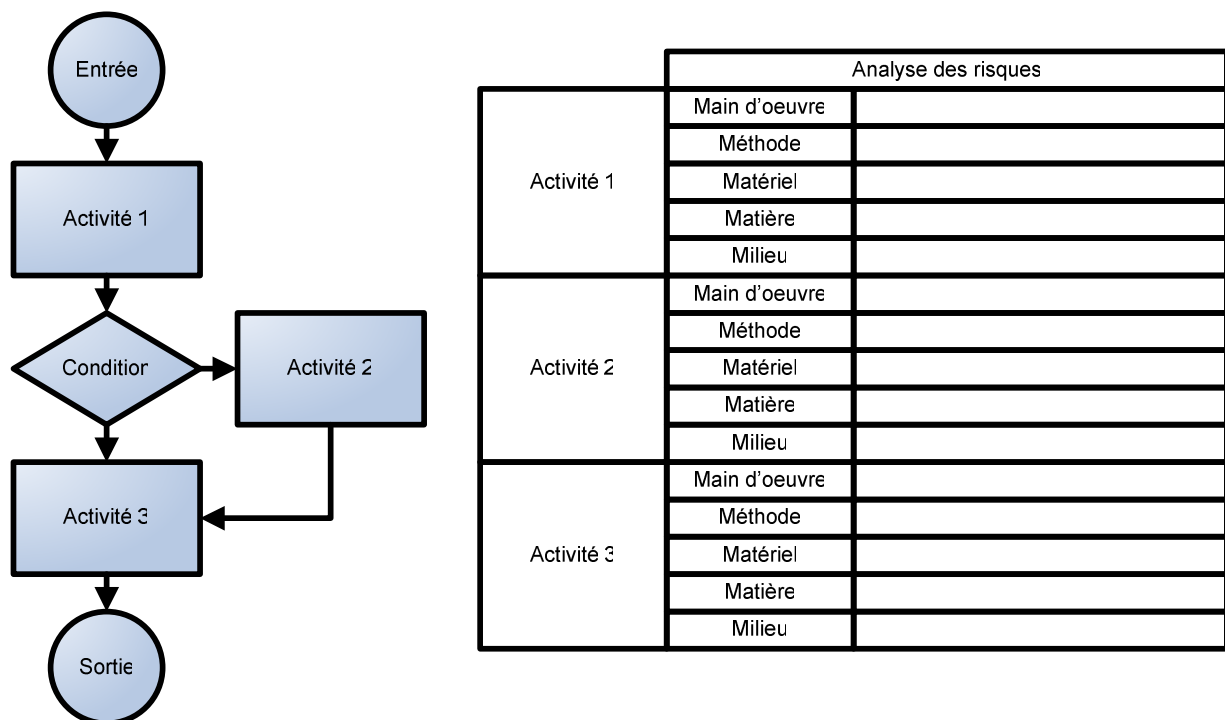 Entrée
Activité 1
Condition
Activité 2
Activité 3
Sortie
Analyse des risques
Activité 1
Main d'oeuvre
Méthode
Matériel
Matière
Milieu
Activité 2
Main d'oeuvre
Méthode
Matériel
Matière
Milieu
Activité 3
Main d'oeuvre
Méthode
Matériel
Matière
Milieu